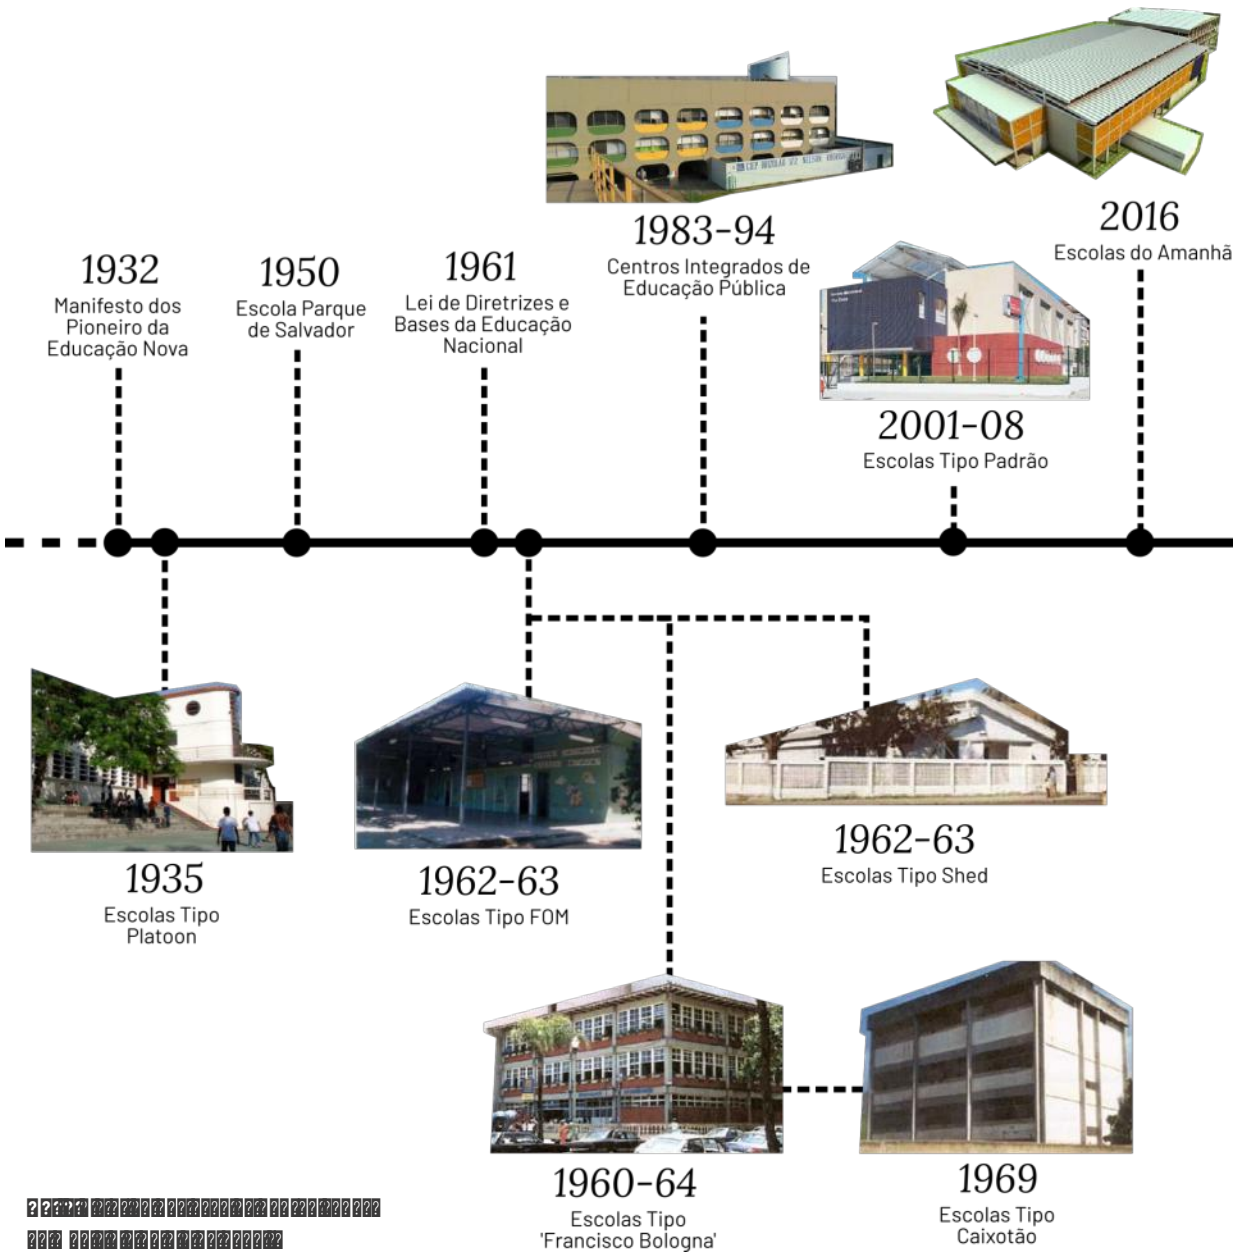 1932
Manifesto dos
Pioneiro da
Educação Nova
1950
Escola Parque
de Salvador
1961
Lei de Diretrizes e
Bases da Educação
Nacional
1983-94
Centros Integrados de
Educação Pública
2001-08
Escolas Tipo Padrão
2016
Escolas do Amanhã
1935
Escolas Tipo
Platoon
1962-63
Escolas Tipo FOM
1962-63
Escolas Tipo Shed
1960-64
Escolas Tipo
'Francisco Bologna'
1969
Escolas Tipo
Caixotão